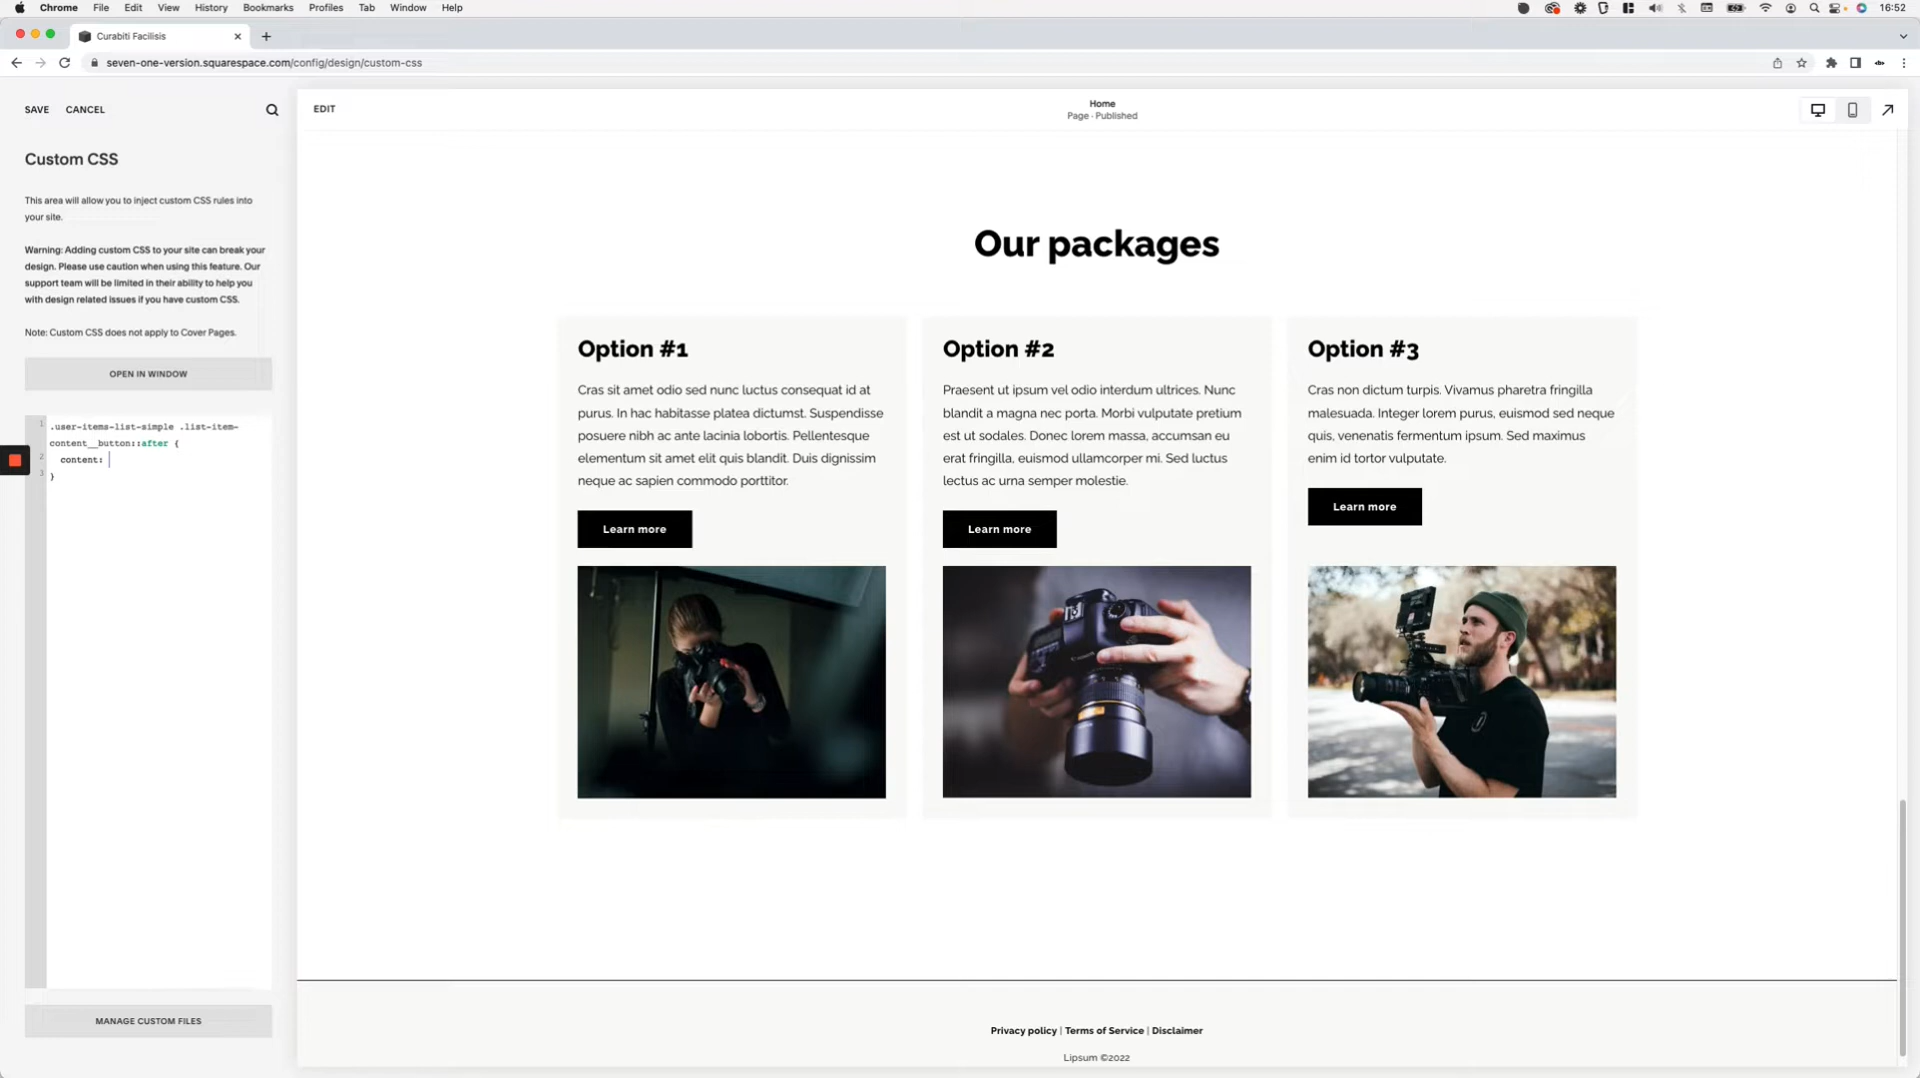 Chrome File Edit View History Bookmarks Profiles Tab Window Help
16:52
Curabiti Facilisis
seven-one-version.squarespace.com/config/design/custom-css
SAVE CANCEL
Custom CSS
This area will allow you to inject custom CSS rules into
your site.
Warning: Adding custom CSS to your site can break your
design. Please use caution when using this feature. Our
support team will be limited in their ability to help you
with design related issues if you have custom CSS.
Note: Custom CSS does not apply to Cover Pages.
OPEN IN WINDOW
1 .user-items-list-simple .list-item-
content__button::after {
2 content:
3 }
MANAGE CUSTOM FILES
EDIT
Home
Page · Published
Our packages
Option #1
Cras sit amet odio sed nunc luctus consequat id at
purus. In hac habitasse platea dictumst. Suspendisse
posuere nibh ac ante lacinia lobortis. Pellentesque
elementum sit amet elit quis blandit. Duis dignissim
neque ac sapien commodo porttitor.
Learn more
Option #2
Praesent ut ipsum vel odio interdum ultrices. Nunc
blandit a magna nec porta. Morbi vulputate pretium
est ut sodales. Donec lorem massa, accumsan eu
erat fringilla, euismod ullamcorper mi. Sed luctus
lectus ac urna semper molestie.
Learn more
Option #3
Cras non dictum turpis. Vivamus pharetra fringilla
malesuada. Integer lorem purus, euismod sed neque
quis, venenatis fermentum ipsum. Sed maximus
enim id tortor vulputate.
Learn more
Privacy policy | Terms of Service | Disclaimer
Lipsum ©2022